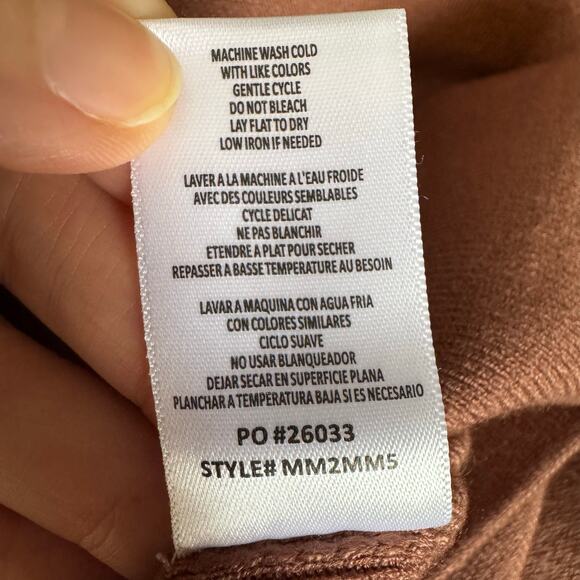 MACHINE WASH COLD
WITH LIKE COLORS
GENTLE CYCLE
DO NOT BLEACH
LAY FLAT TO DRY
LOW IRON IF NEEDED
LAVER A LA MACHINE A L'EAU FROIDE
AVEC DES COULEURS SEMBLABLES
CYCLE DELICAT
NE PAS BLANCHIR
ETENDRE A PLAT POUR SECHER
REPASSER A BASSE TEMPERATURE AU BESOIN
LAVAR A MAQUINA CON AGUA FRIA
CON COLORES SIMILARES
CICLO SUAVE
NO USAR BLANQUEADOR
DEJAR SECAR EN SUPERFICIE PLANA
PLANCHAR A TEMPERATURA BAJA SI ES NECESARIO
PO #26033
STYLE# MM2MM5